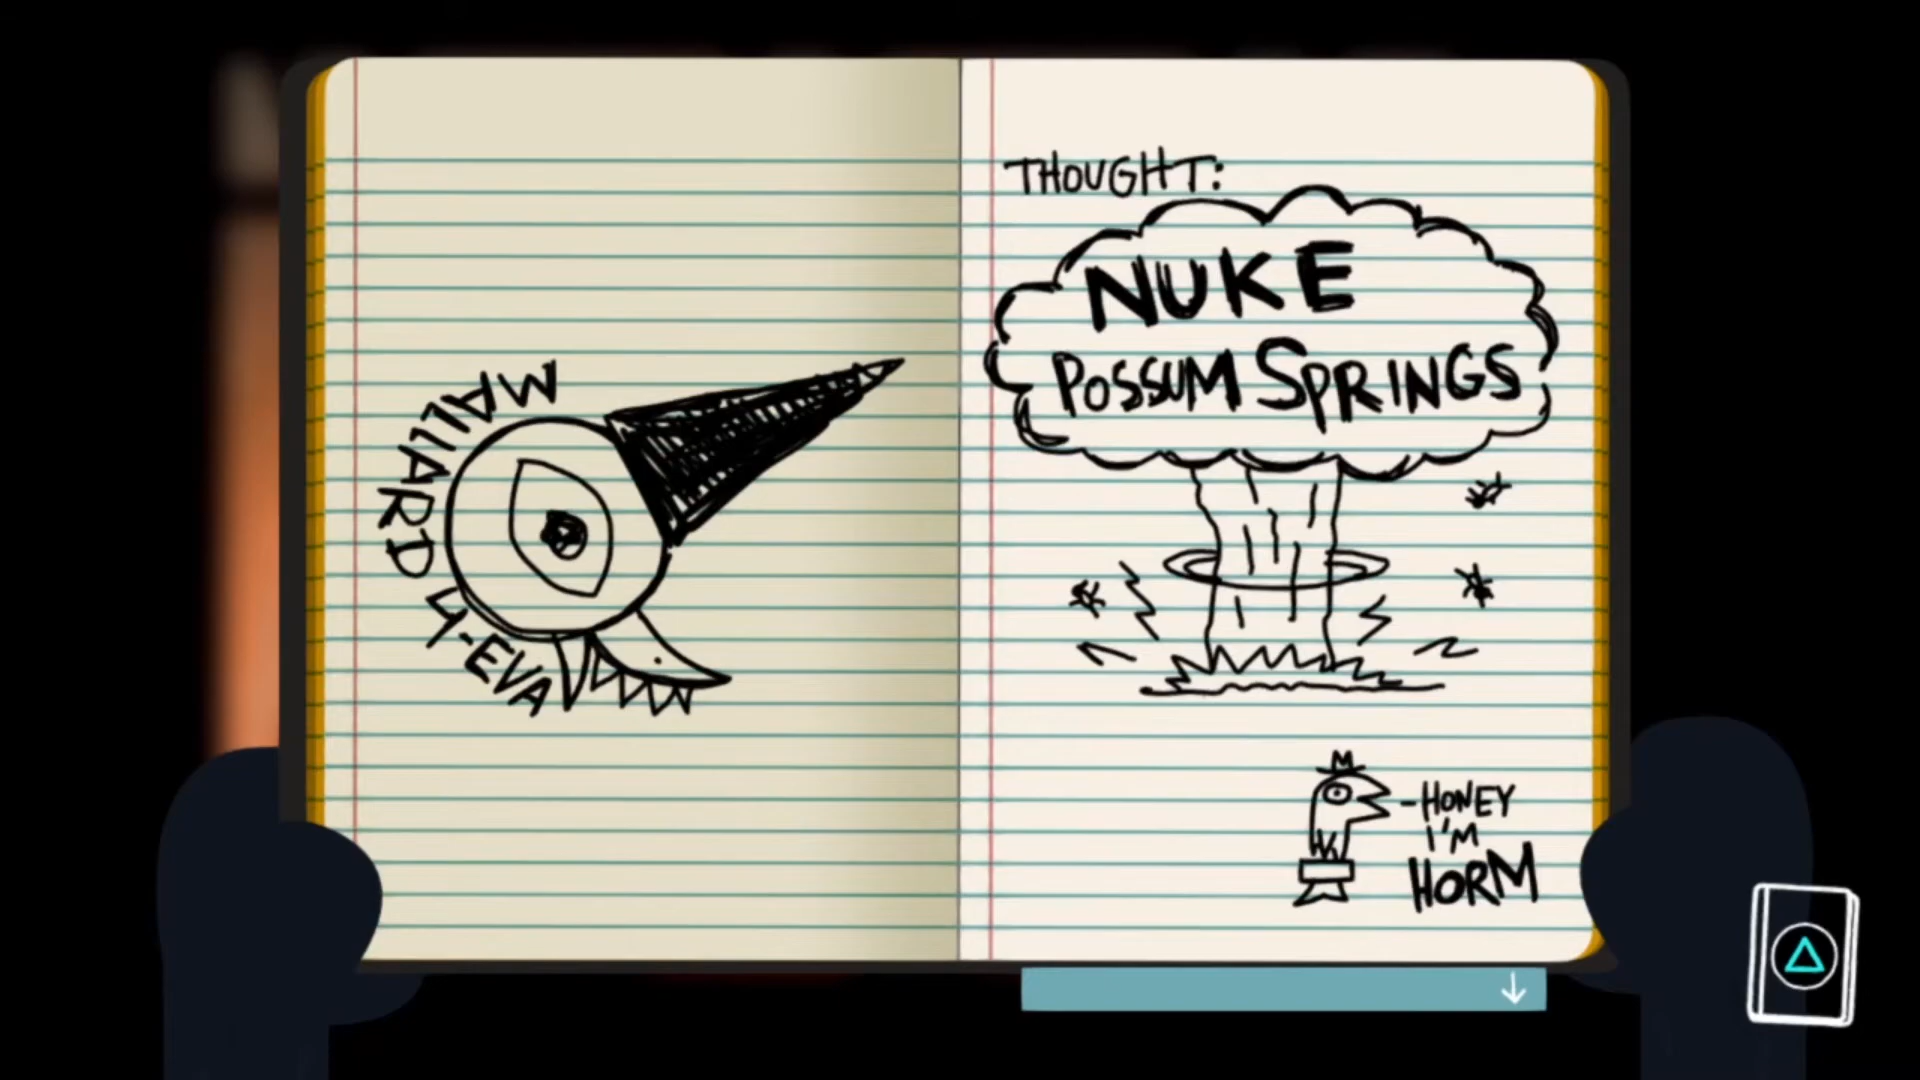 MALLARD 4-EVA
THOUGHT:
NUKE
POSSUM SPRINGS
M
-HONEY
I'M
HORM